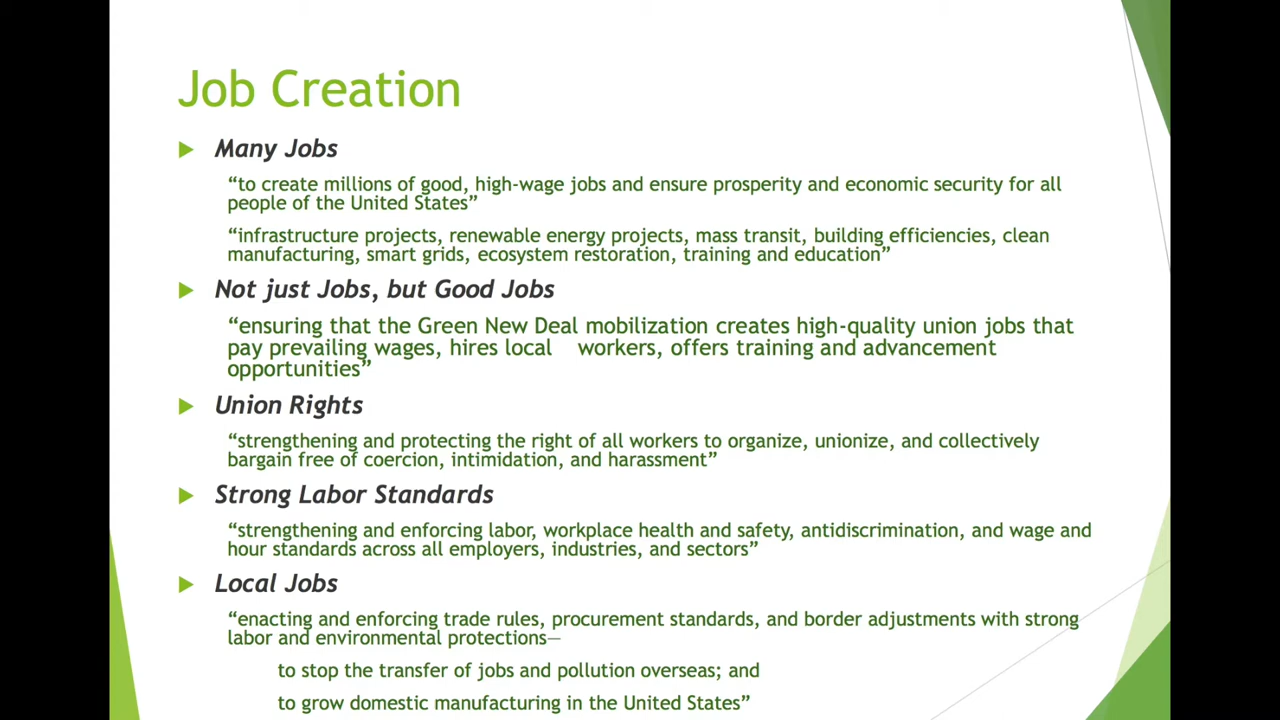 Job Creation
Many Jobs
“to create millions of good, high-wage jobs and ensure prosperity and economic security for all
people of the United States”
“infrastructure projects, renewable energy projects, mass transit, building efficiencies, clean
manufacturing, smart grids, ecosystem restoration, training and education”
Not just Jobs, but Good Jobs
“ensuring that the Green New Deal mobilization creates high-quality union jobs that
pay prevailing wages, hires local workers, offers training and advancement
opportunities”
Union Rights
“strengthening and protecting the right of all workers to organize, unionize, and collectively
bargain free of coercion, intimidation, and harassment”
Strong Labor Standards
“strengthening and enforcing labor, workplace health and safety, antidiscrimination, and wage and
hour standards across all employers, industries, and sectors”
Local Jobs
“enacting and enforcing trade rules, procurement standards, and border adjustments with strong
labor and environmental protections—
to stop the transfer of jobs and pollution overseas; and
to grow domestic manufacturing in the United States”